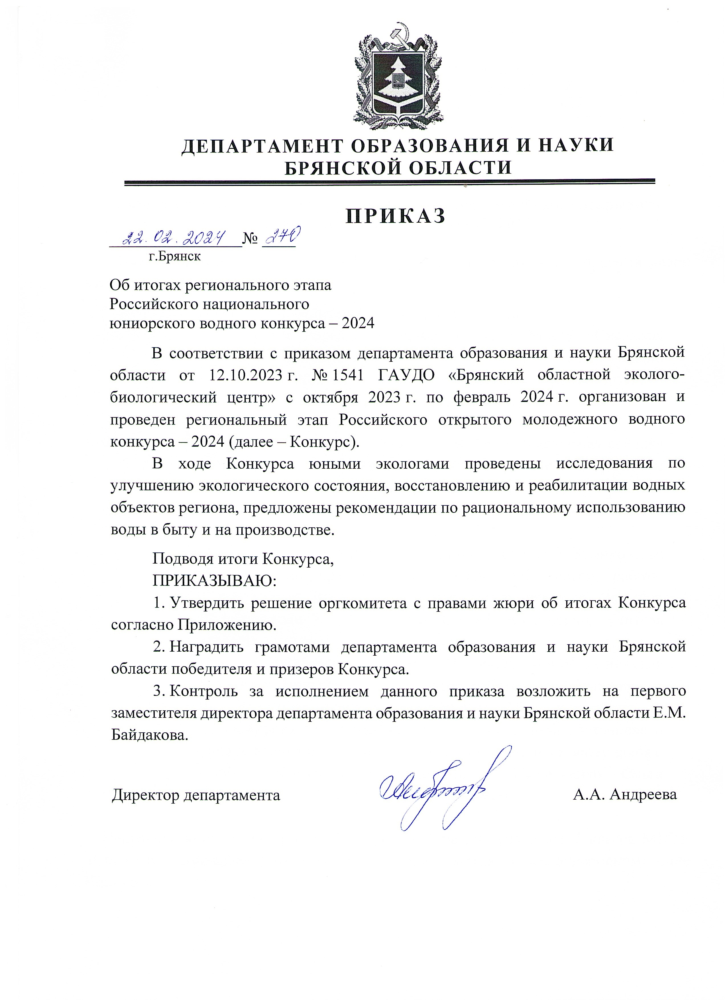 ДЕПАРТАМЕНТ ОБРАЗОВАНИЯ И НАУКИ
БРЯНСКОЙ ОБЛАСТИ
ПРИКАЗ
22.02.2024 № 270
г.Брянск
Об итогах регионального этапа
Российского национального
юниорского водного конкурса – 2024
В соответствии с приказом департамента образования и науки Брянской
области от 12.10.2023 г. № 1541 ГАУДО «Брянский областной эколого-
биологический центр» с октября 2023 г. по февраль 2024 г. организован и
проведен региональный этап Российского открытого молодежного водного
конкурса – 2024 (далее – Конкурс).
В ходе Конкурса юными экологами проведены исследования по
улучшению экологического состояния, восстановлению и реабилитации водных
объектов региона, предложены рекомендации по рациональному использованию
воды в быту и на производстве.
Подводя итоги Конкурса,
ПРИКАЗЫВАЮ:
1. Утвердить решение оргкомитета с правами жюри об итогах Конкурса
согласно Приложению.
2. Наградить грамотами департамента образования и науки Брянской
области победителя и призеров Конкурса.
3. Контроль за исполнением данного приказа возложить на первого
заместителя директора департамента образования и науки Брянской области Е.М.
Байдакова.
Директор департамента А.А. Андреева